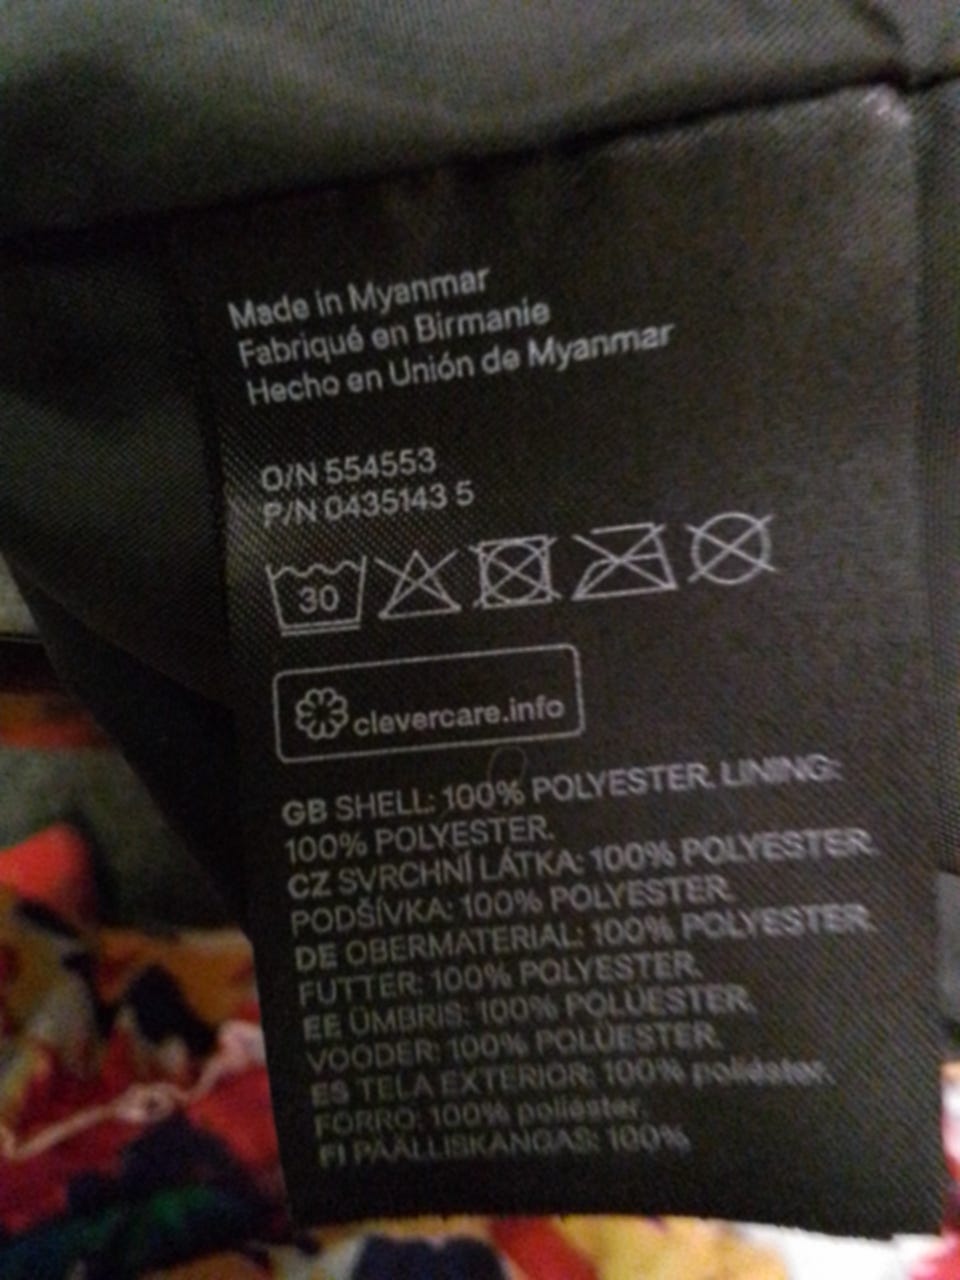 Made in Myanmar
Fabriqué en Birmanie
Hecho en Unión de Myanmar
O/N 554553
P/N 0435143 5
30
clevercare.info
GB SHELL: 100% POLYESTER. LINING:
100% POLYESTER.
CZ SVRCHNÍ LÁTKA: 100% POLYESTER.
PODŠÍVKA: 100% POLYESTER.
DE OBERMATERIAL: 100% POLYESTER.
FUTTER: 100% POLYESTER.
EE ÜMBRIS: 100% POLÜESTER.
VOODER: 100% POLÜESTER.
ES TELA EXTERIOR: 100% poliéster.
FORRO: 100% poliéster.
FI PÄÄLLISKANGAS: 100%